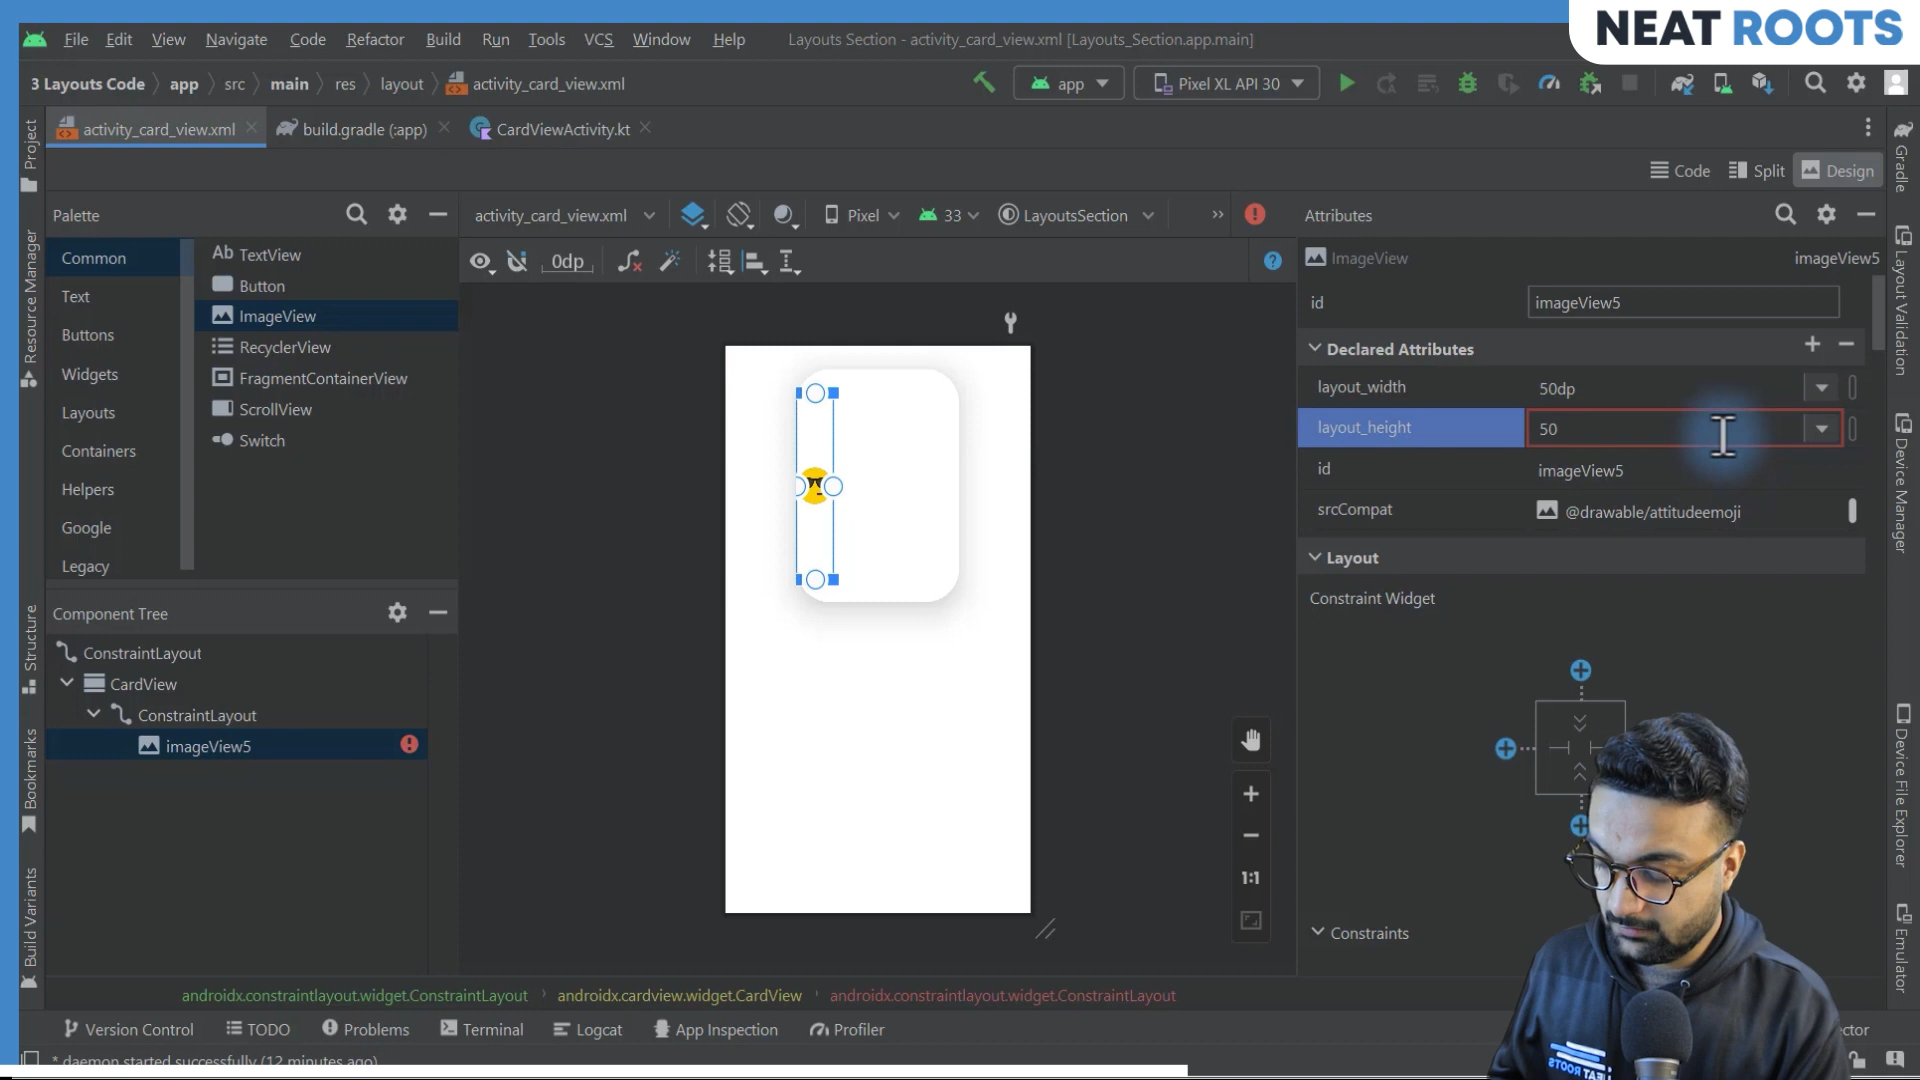 NEAT ROOTS
File Edit View Navigate Code Refactor Build Run Tools VCS Window Help Layouts Section - activity_card_view.xml [Layouts_Section.app.main]
3 Layouts Code app src main res layout activity_card_view.xml app Pixel XL API 30
activity_card_view.xml build.gradle (:app) CardViewActivity.kt
Code Split Design
Palette activity_card_view.xml Pixel 33 LayoutsSection Attributes
Common
Text
Buttons
Widgets
Layouts
Containers
Helpers
Google
Legacy
Ab TextView
Button
ImageView
RecyclerView
FragmentContainerView
ScrollView
Switch
0dp
ImageView imageView5
id imageView5
Declared Attributes
layout_width 50dp
layout_height 50
id imageView5
srcCompat @drawable/attitudeemoji
Layout
Constraint Widget
Constraints
Component Tree
ConstraintLayout
CardView
ConstraintLayout
imageView5
1:1
androidx.constraintlayout.widget.ConstraintLayout androidx.cardview.widget.CardView androidx.constraintlayout.widget.ConstraintLayout
Version Control TODO Problems Terminal Logcat App Inspection Profiler
* daemon started successfully (12 minutes ago)
Project
Resource Manager
Structure
Bookmarks
Build Variants
Gradle
Layout Validation
Device Manager
Device File Explorer
Emulator